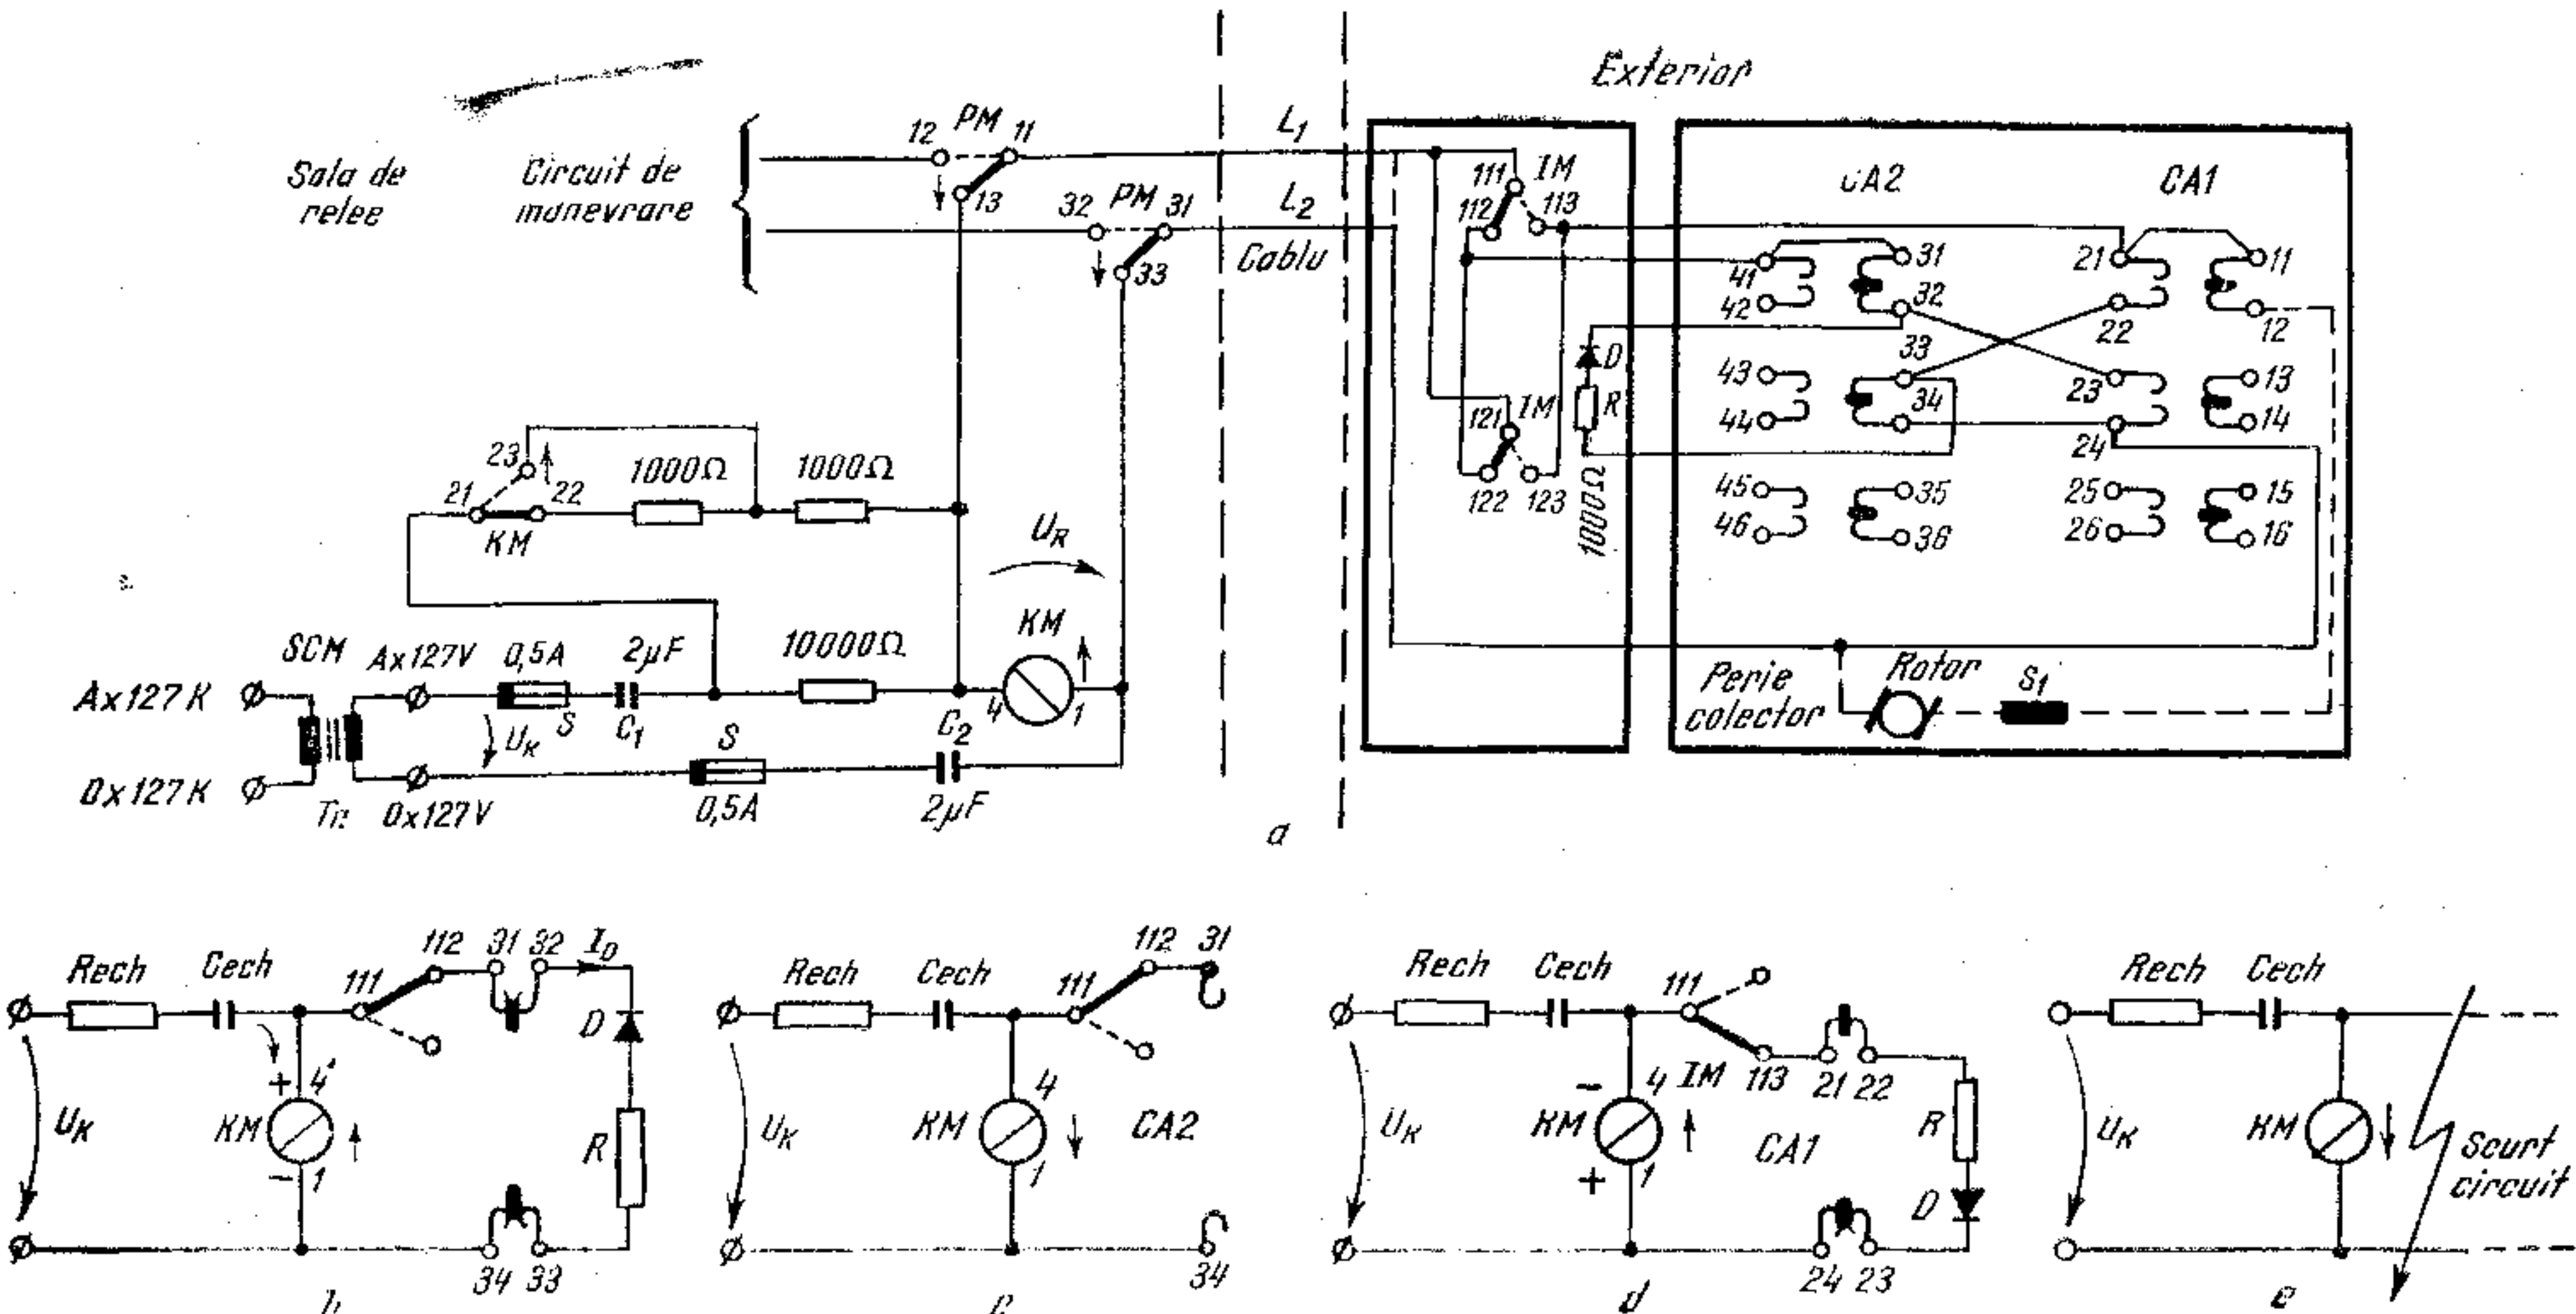 Exterior
Sala de
relee
Circuit de
manevrare
12 PM 11
13
32 PM 31
33
L1
L2
Cablu
111 IM
112 113
CA2
CA1
41
42
31
32
21
22
11
12
43
44
33
34
23
24
13
14
45
46
35
36
25
26
15
16
D
R
1000Ω
121 IM
122 123
23
21 22
KM
1000Ω
1000Ω
UR
KM
4 1
SCM
Ax127V
0,5A
2µF
10000Ω
Ax127K
UK
S
C1
S
C2
0x127K
0x127V
0,5A
2µF
Perie
colector
Rotor
S1
a
Rech
Cech
111
112
31 32
ID
D
R
+ 4
KM
- 1
UK
34 33
Rech
Cech
111
112 31
UK
4
KM
1
CA2
34
c
Rech
Cech
111
IM 113
21 22
UK
- 4
KM
+ 1
CA1
R
D
24 23
d
Rech
Cech
UK
KM
Scurt
circuit
e